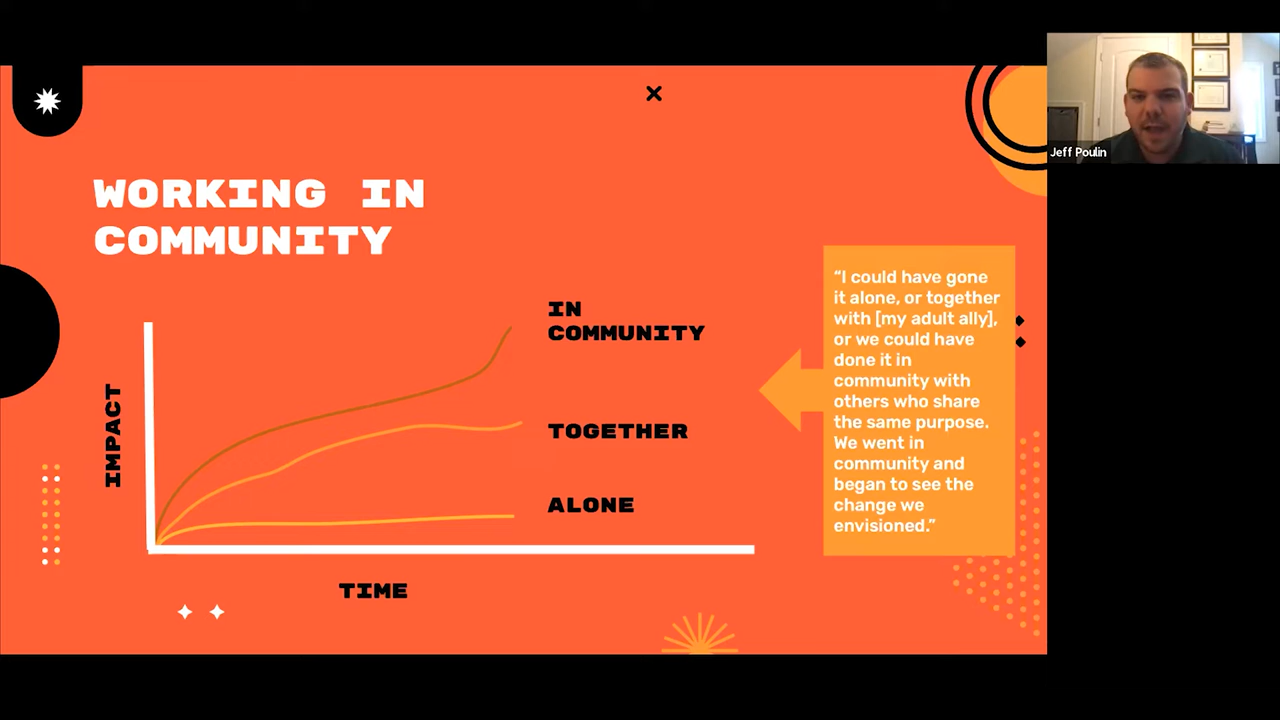 WORKING IN
COMMUNITY
IMPACT
IN
COMMUNITY
TOGETHER
ALONE
TIME
“I could have gone
it alone, or together
with [my adult ally],
or we could have
done it in
community with
others who share
the same purpose.
We went in
community and
began to see the
change we
envisioned.”
Jeff Poulin